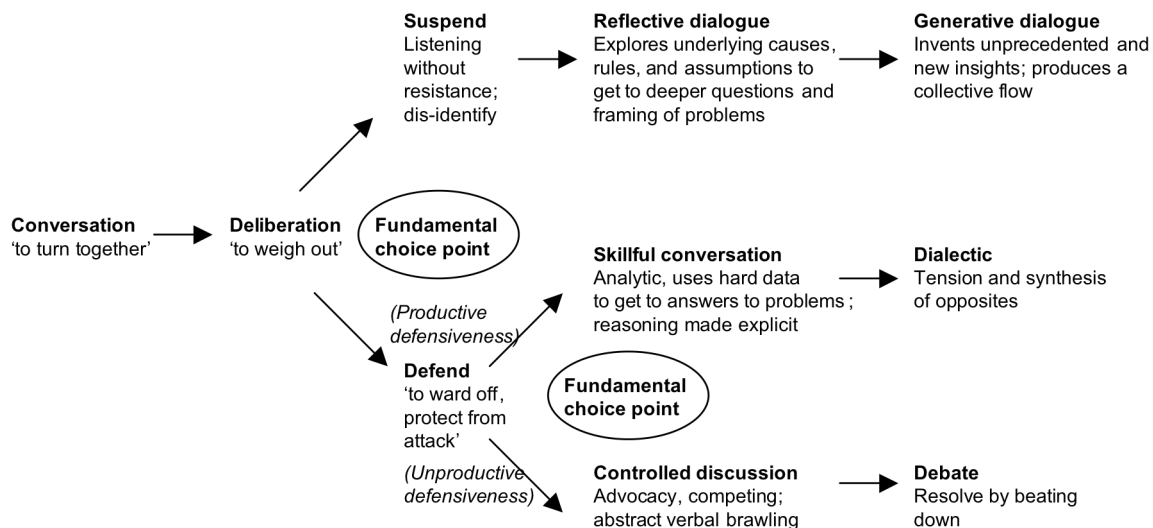 Suspend
Listening
without
resistance;
dis-identify
Reflective dialogue
Explores underlying causes,
rules, and assumptions to
get to deeper questions and
framing of problems
Generative dialogue
Invents unprecedented and
new insights; produces a
collective flow
Conversation
‘to turn together’
Deliberation
‘to weigh out’
Fundamental
choice point
Skillful conversation
Analytic, uses hard data
to get to answers to problems ;
reasoning made explicit
Dialectic
Tension and synthesis
of opposites
(Productive
defensiveness)
Defend
‘to ward off,
protect from
attack’
Fundamental
choice point
(Unproductive
defensiveness)
Controlled discussion
Advocacy, competing;
abstract verbal brawling
Debate
Resolve by beating
down